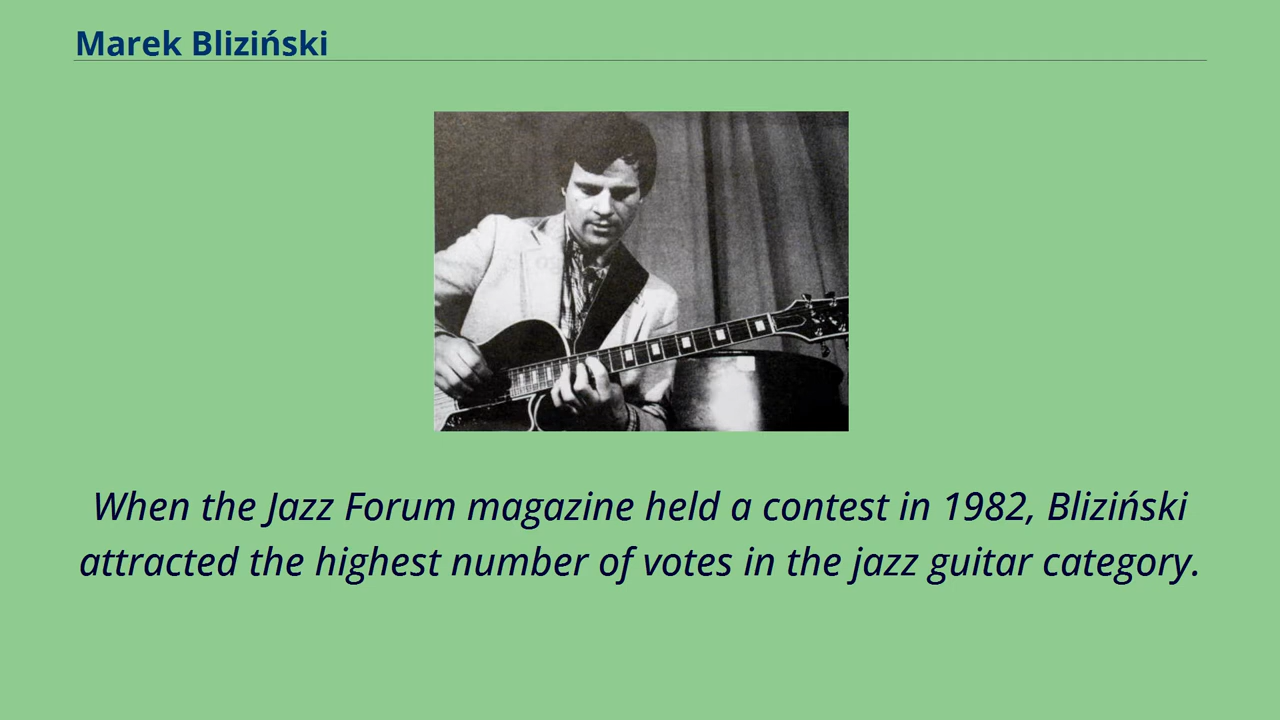 Marek Bliziński
When the Jazz Forum magazine held a contest in 1982, Bliziński
attracted the highest number of votes in the jazz guitar category.